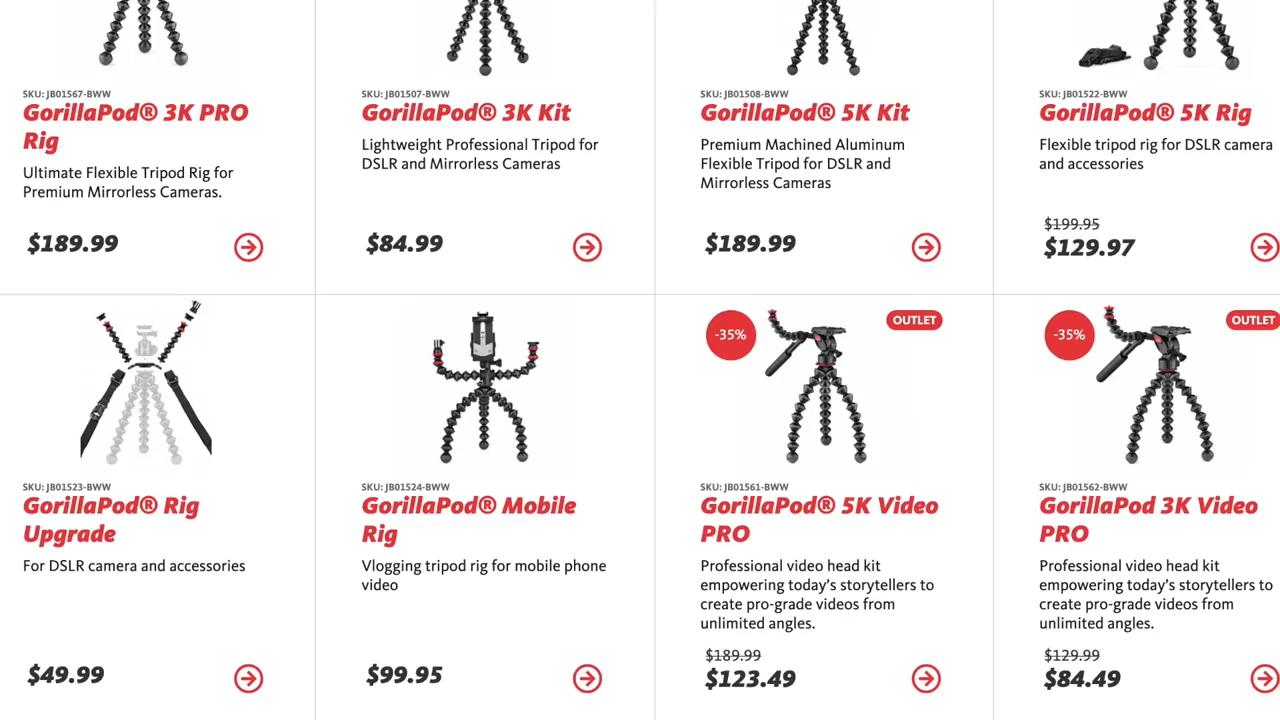 SKU: JB01567-BWW
GorillaPod® 3K PRO
Rig
Ultimate Flexible Tripod Rig for
Premium Mirrorless Cameras.
$189.99
SKU: JB01507-BWW
GorillaPod® 3K Kit
Lightweight Professional Tripod for
DSLR and Mirrorless Cameras
$84.99
SKU: JB01508-BWW
GorillaPod® 5K Kit
Premium Machined Aluminum
Flexible Tripod for DSLR and
Mirrorless Cameras
$189.99
SKU: JB01522-BWW
GorillaPod® 5K Rig
Flexible tripod rig for DSLR camera
and accessories
$199.95
$129.97
SKU: JB01523-BWW
GorillaPod® Rig
Upgrade
For DSLR camera and accessories
$49.99
SKU: JB01524-BWW
GorillaPod® Mobile
Rig
Vlogging tripod rig for mobile phone
video
$99.95
-35%
OUTLET
SKU: JB01561-BWW
GorillaPod® 5K Video
PRO
Professional video head kit
empowering today's storytellers to
create pro-grade videos from
unlimited angles.
$189.99
$123.49
-35%
OUTLET
SKU: JB01562-BWW
GorillaPod 3K Video
PRO
Professional video head kit
empowering today's storytellers to
create pro-grade videos from
unlimited angles.
$129.99
$84.49